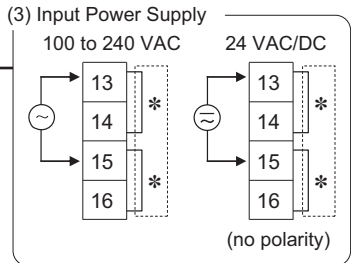 (3) Input Power Supply
100 to 240 VAC 24 VAC/DC
13 13
14 14
* *
15 15
16 16
* *
(no polarity)